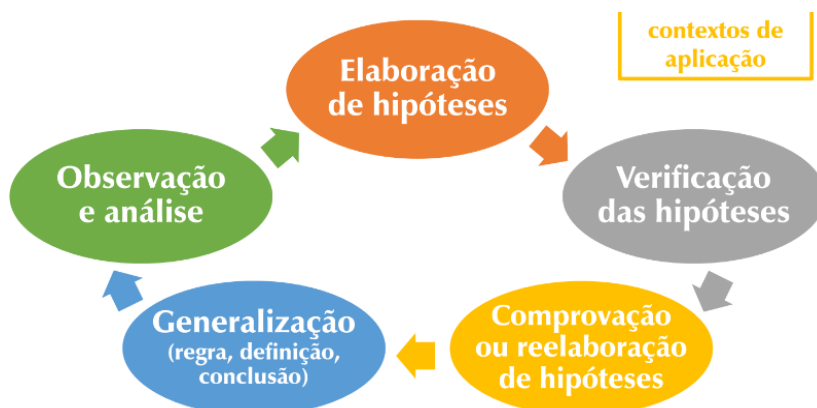 contextos de
aplicação
Elaboração
de hipóteses
Verificação
das hipóteses
Comprovação
ou reelaboração
de hipóteses
Generalização
(regra, definição,
conclusão)
Observação
e análise